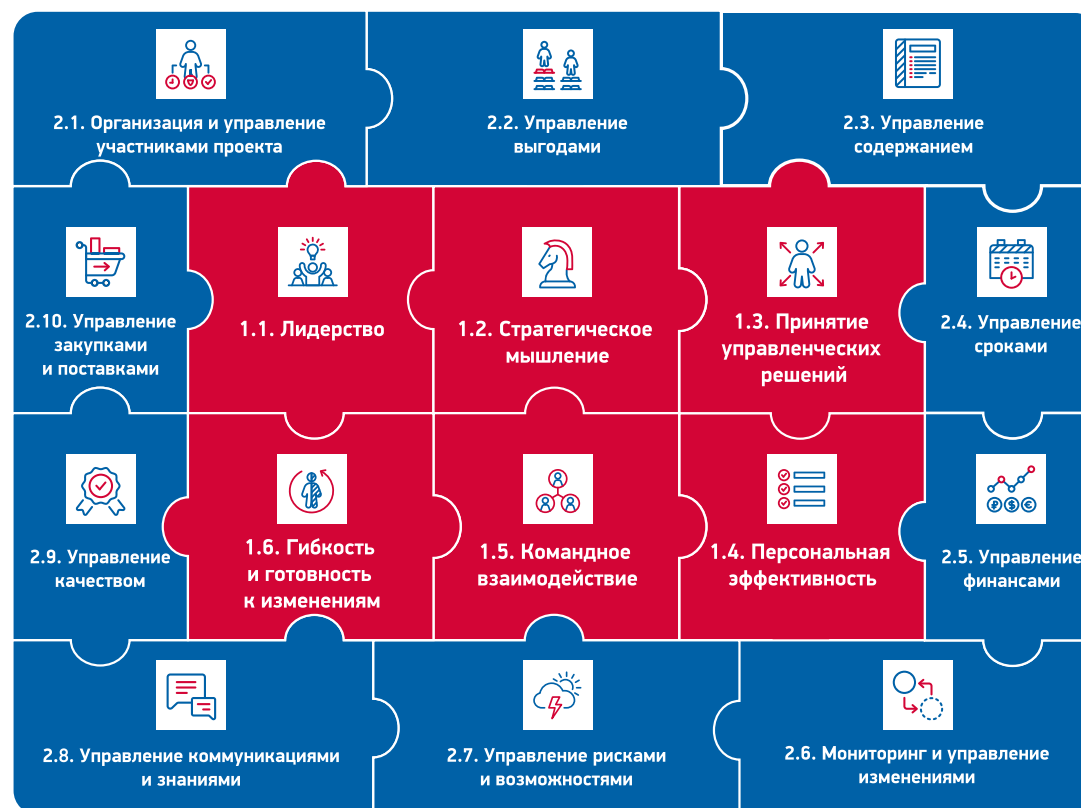 2.1. Организация и управление
участниками проекта
2.2. Управление
выгодами
2.3. Управление
содержанием
2.10. Управление
закупками
и поставками
1.1. Лидерство
1.2. Стратегическое
мышление
1.3. Принятие
управленческих
решений
2.4. Управление
сроками
2.9. Управление
качеством
1.6. Гибкость
и готовность
к изменениям
1.5. Командное
взаимодействие
1.4. Персональная
эффективность
₽ $ €
2.5. Управление
финансами
2.8. Управление коммуникациями
и знаниями
2.7. Управление рисками
и возможностями
2.6. Мониторинг и управление
изменениями